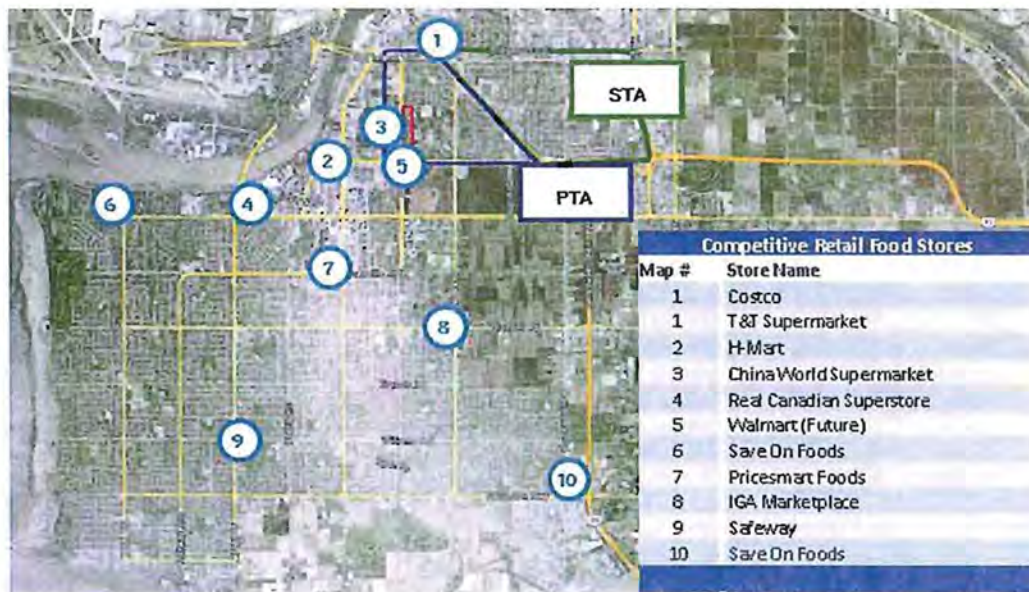 1
STA
3
2
5
PTA
6
4
7
8
9
10
Competitive Retail Food Stores
Map # Store Name
1 Costco
1 T&T Supermarket
2 H-Mart
3 China World Supermarket
4 Real Canadian Superstore
5 Walmart (Future)
6 Save On Foods
7 Pricesmart Foods
8 IGA Marketplace
9 Safeway
10 Save On Foods